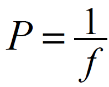 P = 1/f